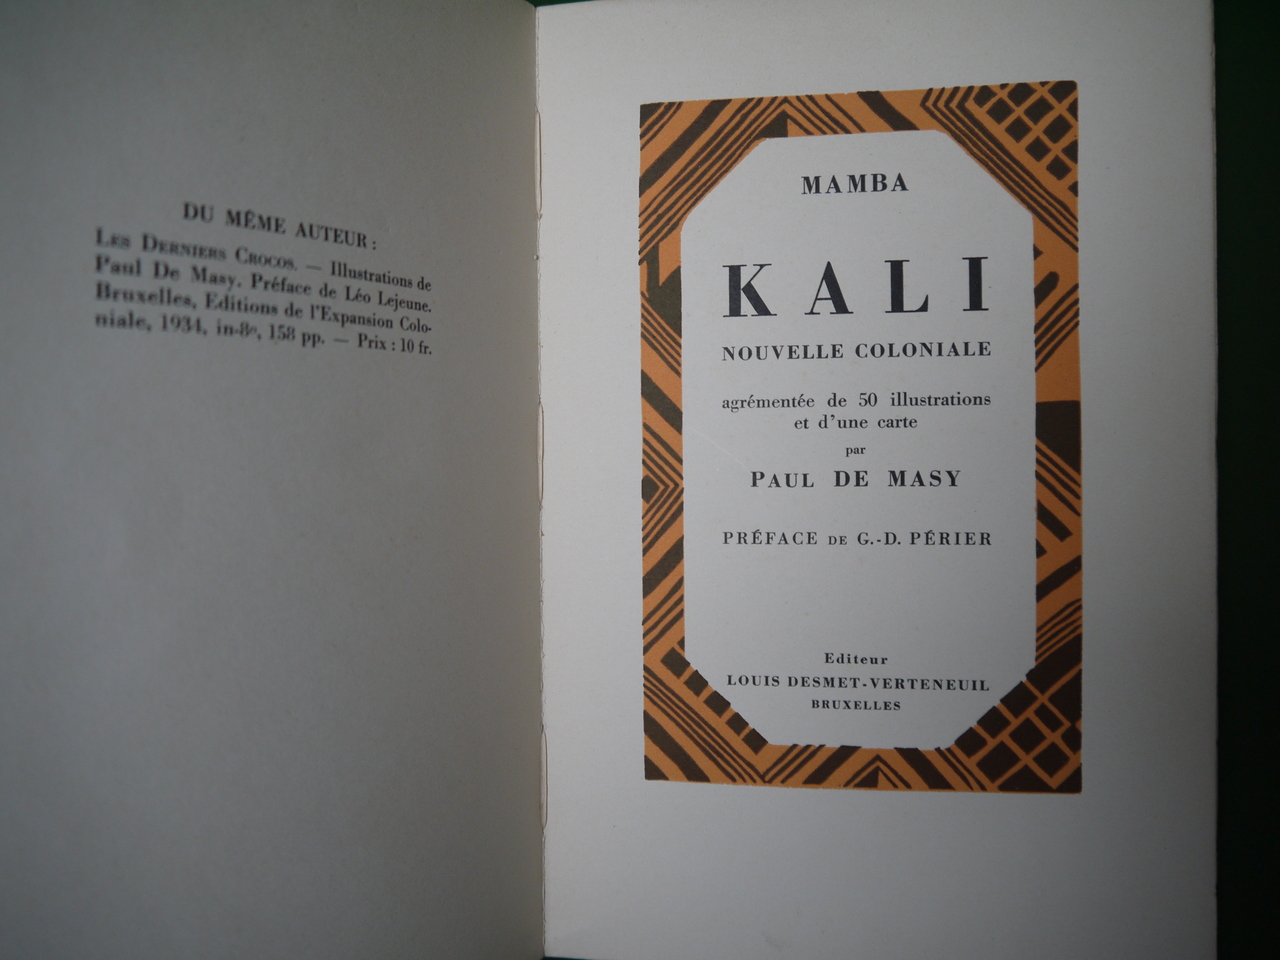 DU MÊME AUTEUR :
LES DERNIERS CROCOS. — Illustrations de
Paul De Masy. Préface de Léo Lejeune.
Bruxelles, Editions de l'Expansion Colo-
niale, 1934, in-8º, 158 pp. — Prix : 10 fr.
MAMBA
KALI
NOUVELLE COLONIALE
agrémentée de 50 illustrations
et d'une carte
par
PAUL DE MASY
PRÉFACE DE G.-D. PÉRIER
Editeur
LOUIS DESMET-VERTENEUIL
BRUXELLES